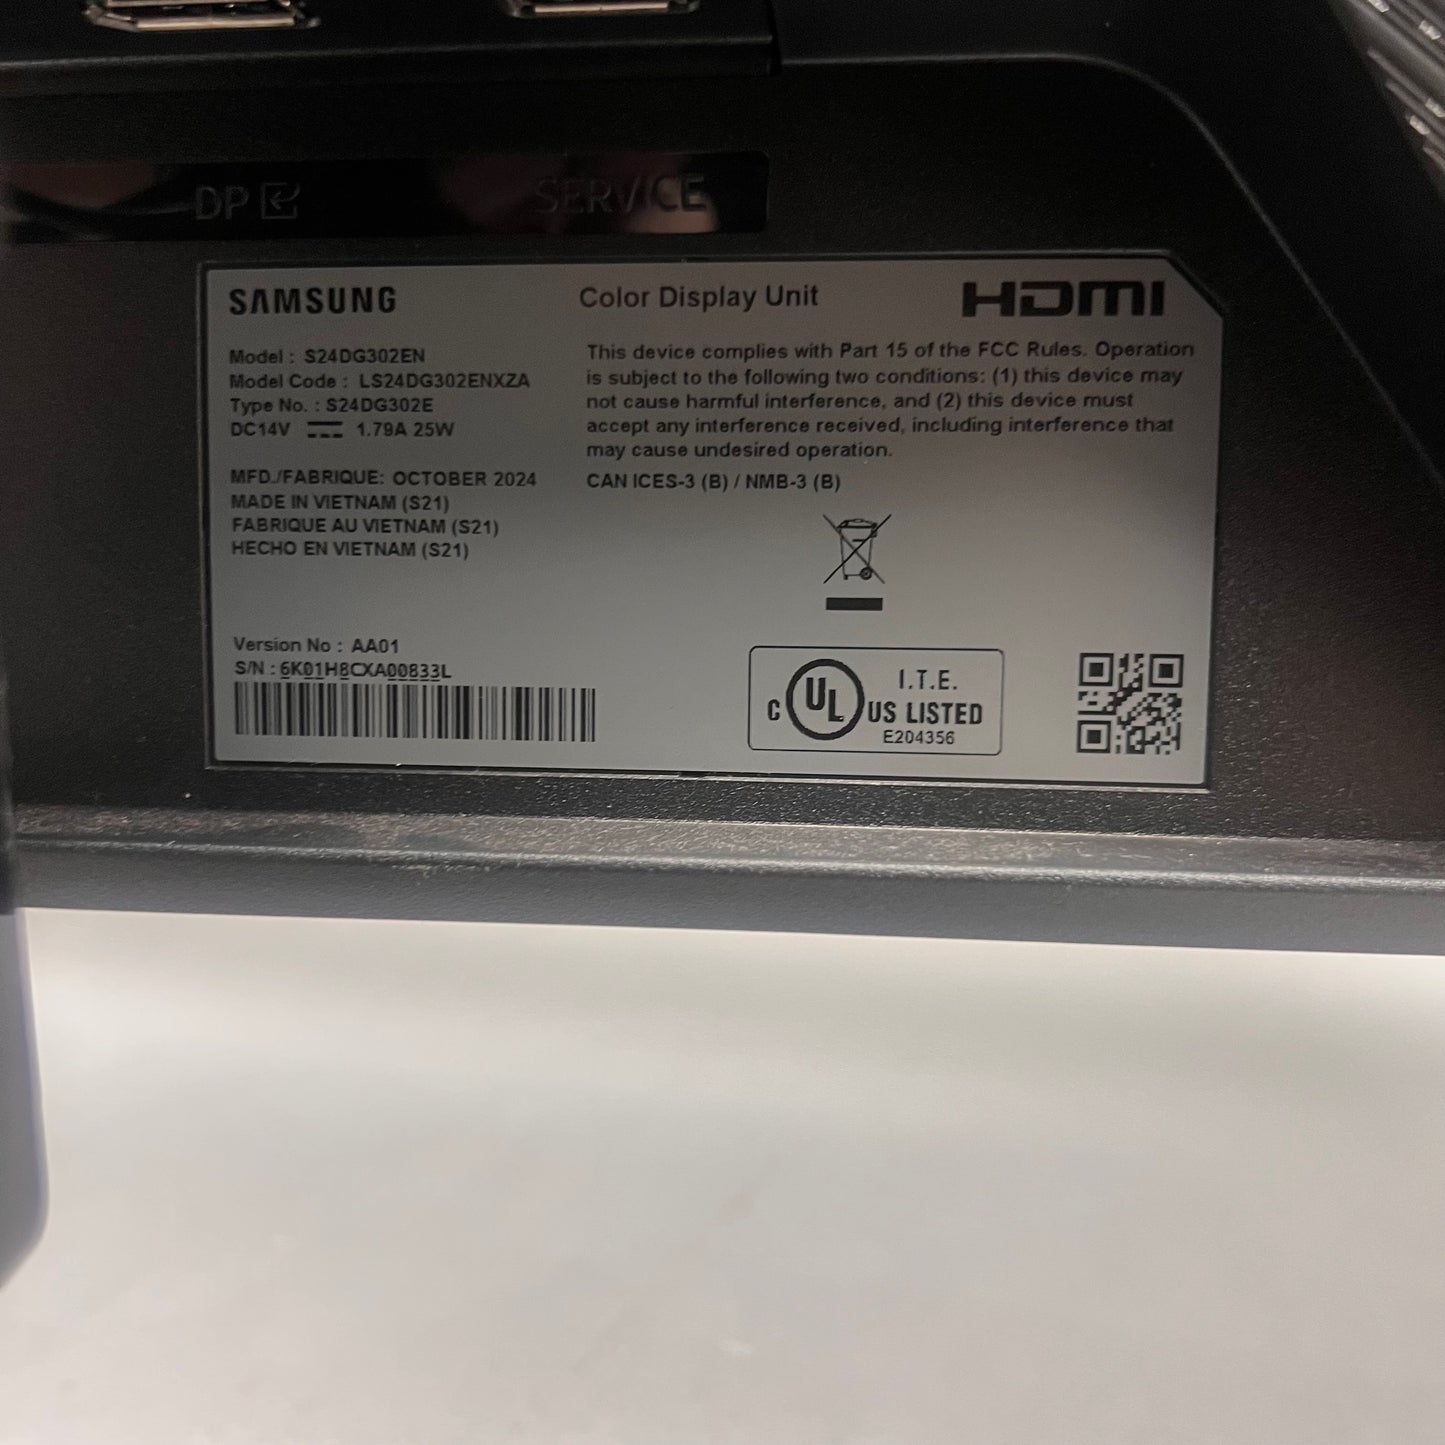 DP
SERVICE
SAMSUNG
Color Display Unit
HDMI
Model : S24DG302EN
Model Code : LS24DG302ENXZA
Type No. : S24DG302E
DC14V 1.79A 25W
MFD./FABRIQUE: OCTOBER 2024
MADE IN VIETNAM (S21)
FABRIQUE AU VIETNAM (S21)
HECHO EN VIETNAM (S21)
Version No : AA01
S/N : 6K01H8CXA00833L
This device complies with Part 15 of the FCC Rules. Operation
is subject to the following two conditions: (1) this device may
not cause harmful interference, and (2) this device must
accept any interference received, including interference that
may cause undesired operation.
CAN ICES-3 (B) / NMB-3 (B)
C UL US LISTED
I.T.E.
E204356